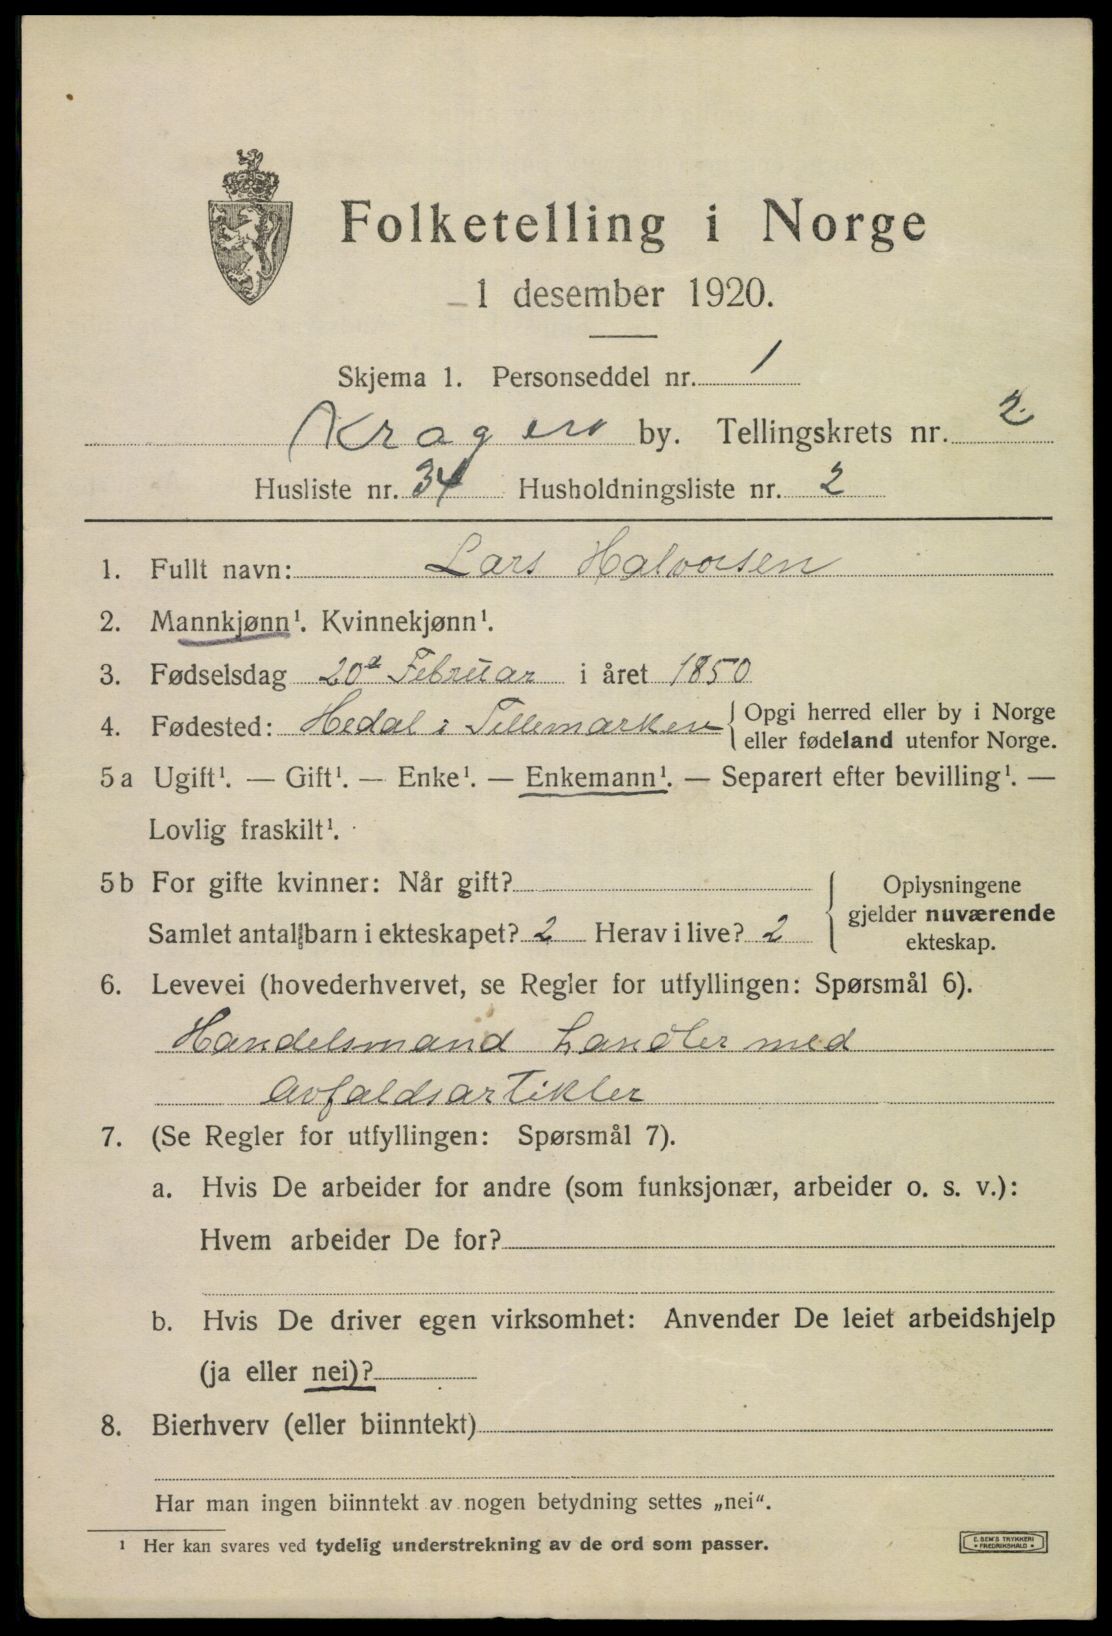 Folketelling i Norge
1 desember 1920.
Skjema 1. Personseddel nr. 1
Kragerø by. Tellingskrets nr. 2
Husliste nr. 34 Husholdningsliste nr. 2
1. Fullt navn: Lars Halvorsen
2. Mannkjønn¹. Kvinnekjønn¹.
3. Fødselsdag 20d Februar i året 1850
4. Fødested: Hedal i Tellemarken { Opgi herred eller by i Norge
eller fødeland utenfor Norge.
5a Ugift¹. — Gift¹. — Enke¹. — Enkemann¹. — Separert efter bevilling¹. —
Lovlig fraskilt¹.
5b For gifte kvinner: Når gift?
Samlet antal barn i ekteskapet? 2 Herav i live? 2
{ Oplysningene
gjelder nuværende
ekteskap.
6. Levevei (hovederhvervet, se Regler for utfyllingen: Spørsmål 6).
Handelsmand handler med
Avfaldsartikler
7. (Se Regler for utfyllingen: Spørsmål 7).
a. Hvis De arbeider for andre (som funksjonær, arbeider o. s. v.):
Hvem arbeider De for?
b. Hvis De driver egen virksomhet: Anvender De leiet arbeidshjelp
(ja eller nei)?
8. Bierhverv (eller biinntekt)
Har man ingen biinntekt av nogen betydning settes „nei“.
¹ Her kan svares ved tydelig understrekning av de ord som passer.
E. SEM'S TRYKKERI
• FREDRIKSHALD •